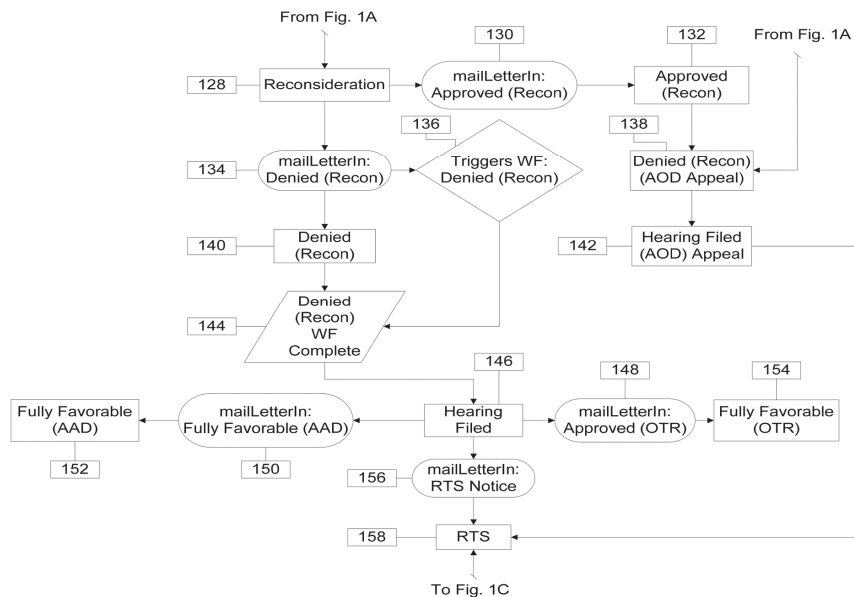 From Fig. 1A
130
132
From Fig. 1A
128
Reconsideration
mailLetterIn:
Approved (Recon)
Approved
(Recon)
136
138
134
mailLetterIn:
Denied (Recon)
Triggers WF:
Denied (Recon)
Denied (Recon)
(AOD Appeal)
140
Denied
(Recon)
142
Hearing Filed
(AOD) Appeal
144
Denied
(Recon)
WF
Complete
146
148
154
Fully Favorable
(AAD)
mailLetterIn:
Fully Favorable (AAD)
Hearing
Filed
mailLetterIn:
Approved (OTR)
Fully Favorable
(OTR)
152
150
156
mailLetterIn:
RTS Notice
158
RTS
To Fig. 1C